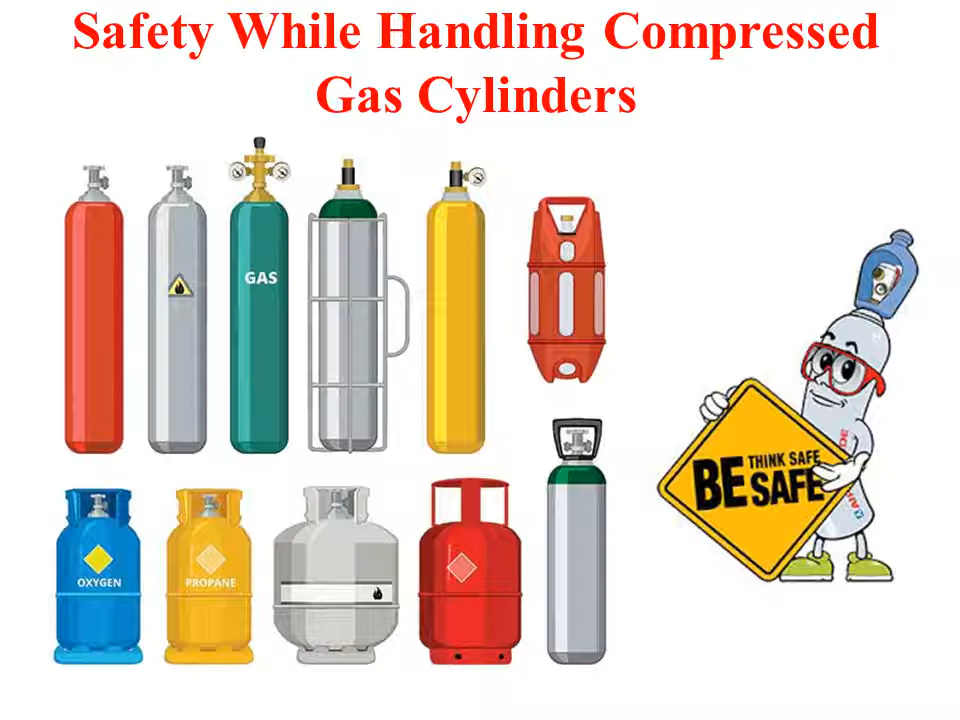 Safety While Handling Compressed
Gas Cylinders
GAS
THINK SAFE
BE SAFE
OXYGEN
PROPANE